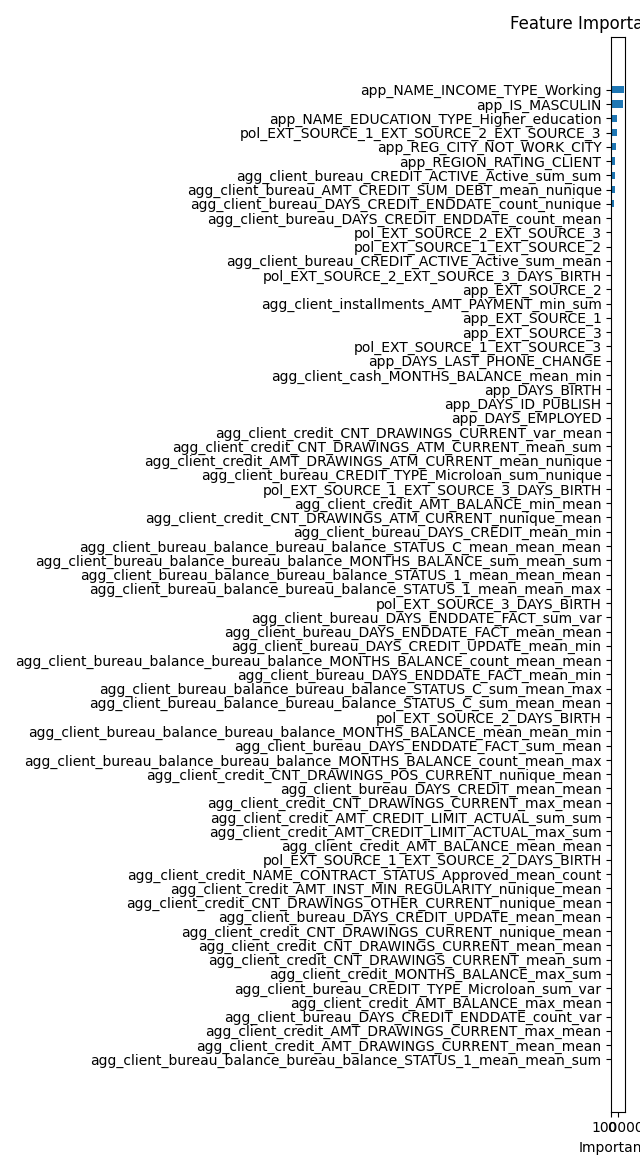 Feature Importa
app_NAME_INCOME_TYPE_Working
app_IS_MASCULIN
app_NAME_EDUCATION_TYPE_Higher_education
pol_EXT_SOURCE_1_EXT_SOURCE_2_EXT_SOURCE_3
app_REG_CITY_NOT_WORK_CITY
app_REGION_RATING_CLIENT
agg_client_bureau_CREDIT_ACTIVE_Active_sum_sum
agg_client_bureau_AMT_CREDIT_SUM_DEBT_mean_nunique
agg_client_bureau_DAYS_CREDIT_ENDDATE_count_nunique
agg_client_bureau_DAYS_CREDIT_ENDDATE_count_mean
pol_EXT_SOURCE_2_EXT_SOURCE_3
pol_EXT_SOURCE_1_EXT_SOURCE_2
agg_client_bureau_CREDIT_ACTIVE_Active_sum_mean
pol_EXT_SOURCE_2_EXT_SOURCE_3_DAYS_BIRTH
app_EXT_SOURCE_2
agg_client_installments_AMT_PAYMENT_min_sum
app_EXT_SOURCE_1
app_EXT_SOURCE_3
pol_EXT_SOURCE_1_EXT_SOURCE_3
app_DAYS_LAST_PHONE_CHANGE
agg_client_cash_MONTHS_BALANCE_mean_min
app_DAYS_BIRTH
app_DAYS_ID_PUBLISH
app_DAYS_EMPLOYED
agg_client_credit_CNT_DRAWINGS_CURRENT_var_mean
agg_client_credit_CNT_DRAWINGS_ATM_CURRENT_mean_sum
agg_client_credit_AMT_DRAWINGS_ATM_CURRENT_mean_nunique
agg_client_bureau_CREDIT_TYPE_Microloan_sum_nunique
pol_EXT_SOURCE_1_EXT_SOURCE_3_DAYS_BIRTH
agg_client_credit_AMT_BALANCE_min_mean
agg_client_credit_CNT_DRAWINGS_ATM_CURRENT_nunique_mean
agg_client_bureau_DAYS_CREDIT_mean_min
agg_client_bureau_balance_bureau_balance_STATUS_C_mean_mean_mean
agg_client_bureau_balance_bureau_balance_MONTHS_BALANCE_sum_mean_sum
agg_client_bureau_balance_bureau_balance_STATUS_1_mean_mean_mean
agg_client_bureau_balance_bureau_balance_STATUS_1_mean_mean_max
pol_EXT_SOURCE_3_DAYS_BIRTH
agg_client_bureau_DAYS_ENDDATE_FACT_sum_var
agg_client_bureau_DAYS_ENDDATE_FACT_mean_mean
agg_client_bureau_DAYS_CREDIT_UPDATE_mean_min
agg_client_bureau_balance_bureau_balance_MONTHS_BALANCE_count_mean_mean
agg_client_bureau_DAYS_ENDDATE_FACT_mean_min
agg_client_bureau_balance_bureau_balance_STATUS_C_sum_mean_max
agg_client_bureau_balance_bureau_balance_STATUS_C_sum_mean_mean
pol_EXT_SOURCE_2_DAYS_BIRTH
agg_client_bureau_balance_bureau_balance_MONTHS_BALANCE_mean_mean_min
agg_client_bureau_DAYS_ENDDATE_FACT_sum_mean
agg_client_bureau_balance_bureau_balance_MONTHS_BALANCE_count_mean_max
agg_client_credit_CNT_DRAWINGS_POS_CURRENT_nunique_mean
agg_client_bureau_DAYS_CREDIT_mean_mean
agg_client_credit_CNT_DRAWINGS_CURRENT_max_mean
agg_client_credit_AMT_CREDIT_LIMIT_ACTUAL_sum_sum
agg_client_credit_AMT_CREDIT_LIMIT_ACTUAL_max_sum
agg_client_credit_AMT_BALANCE_mean_mean
pol_EXT_SOURCE_1_EXT_SOURCE_2_DAYS_BIRTH
agg_client_credit_NAME_CONTRACT_STATUS_Approved_mean_count
agg_client_credit_AMT_INST_MIN_REGULARITY_nunique_mean
agg_client_credit_CNT_DRAWINGS_OTHER_CURRENT_nunique_mean
agg_client_bureau_DAYS_CREDIT_UPDATE_mean_mean
agg_client_credit_CNT_DRAWINGS_CURRENT_nunique_mean
agg_client_credit_CNT_DRAWINGS_CURRENT_mean_mean
agg_client_credit_CNT_DRAWINGS_CURRENT_mean_sum
agg_client_credit_MONTHS_BALANCE_max_sum
agg_client_bureau_CREDIT_TYPE_Microloan_sum_var
agg_client_credit_AMT_BALANCE_max_mean
agg_client_bureau_DAYS_CREDIT_ENDDATE_count_var
agg_client_credit_AMT_DRAWINGS_CURRENT_max_mean
agg_client_credit_AMT_DRAWINGS_CURRENT_mean_mean
agg_client_bureau_balance_bureau_balance_STATUS_1_mean_mean_sum
Importan